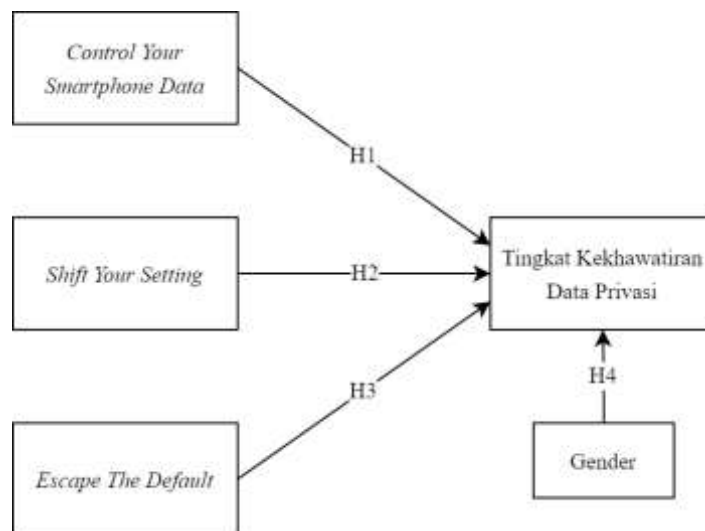 Control Your
Smartphone Data
H1
Shift Your Setting
H2
Tingkat Kekhawatiran
Data Privasi
H3
H4
Escape The Default
Gender